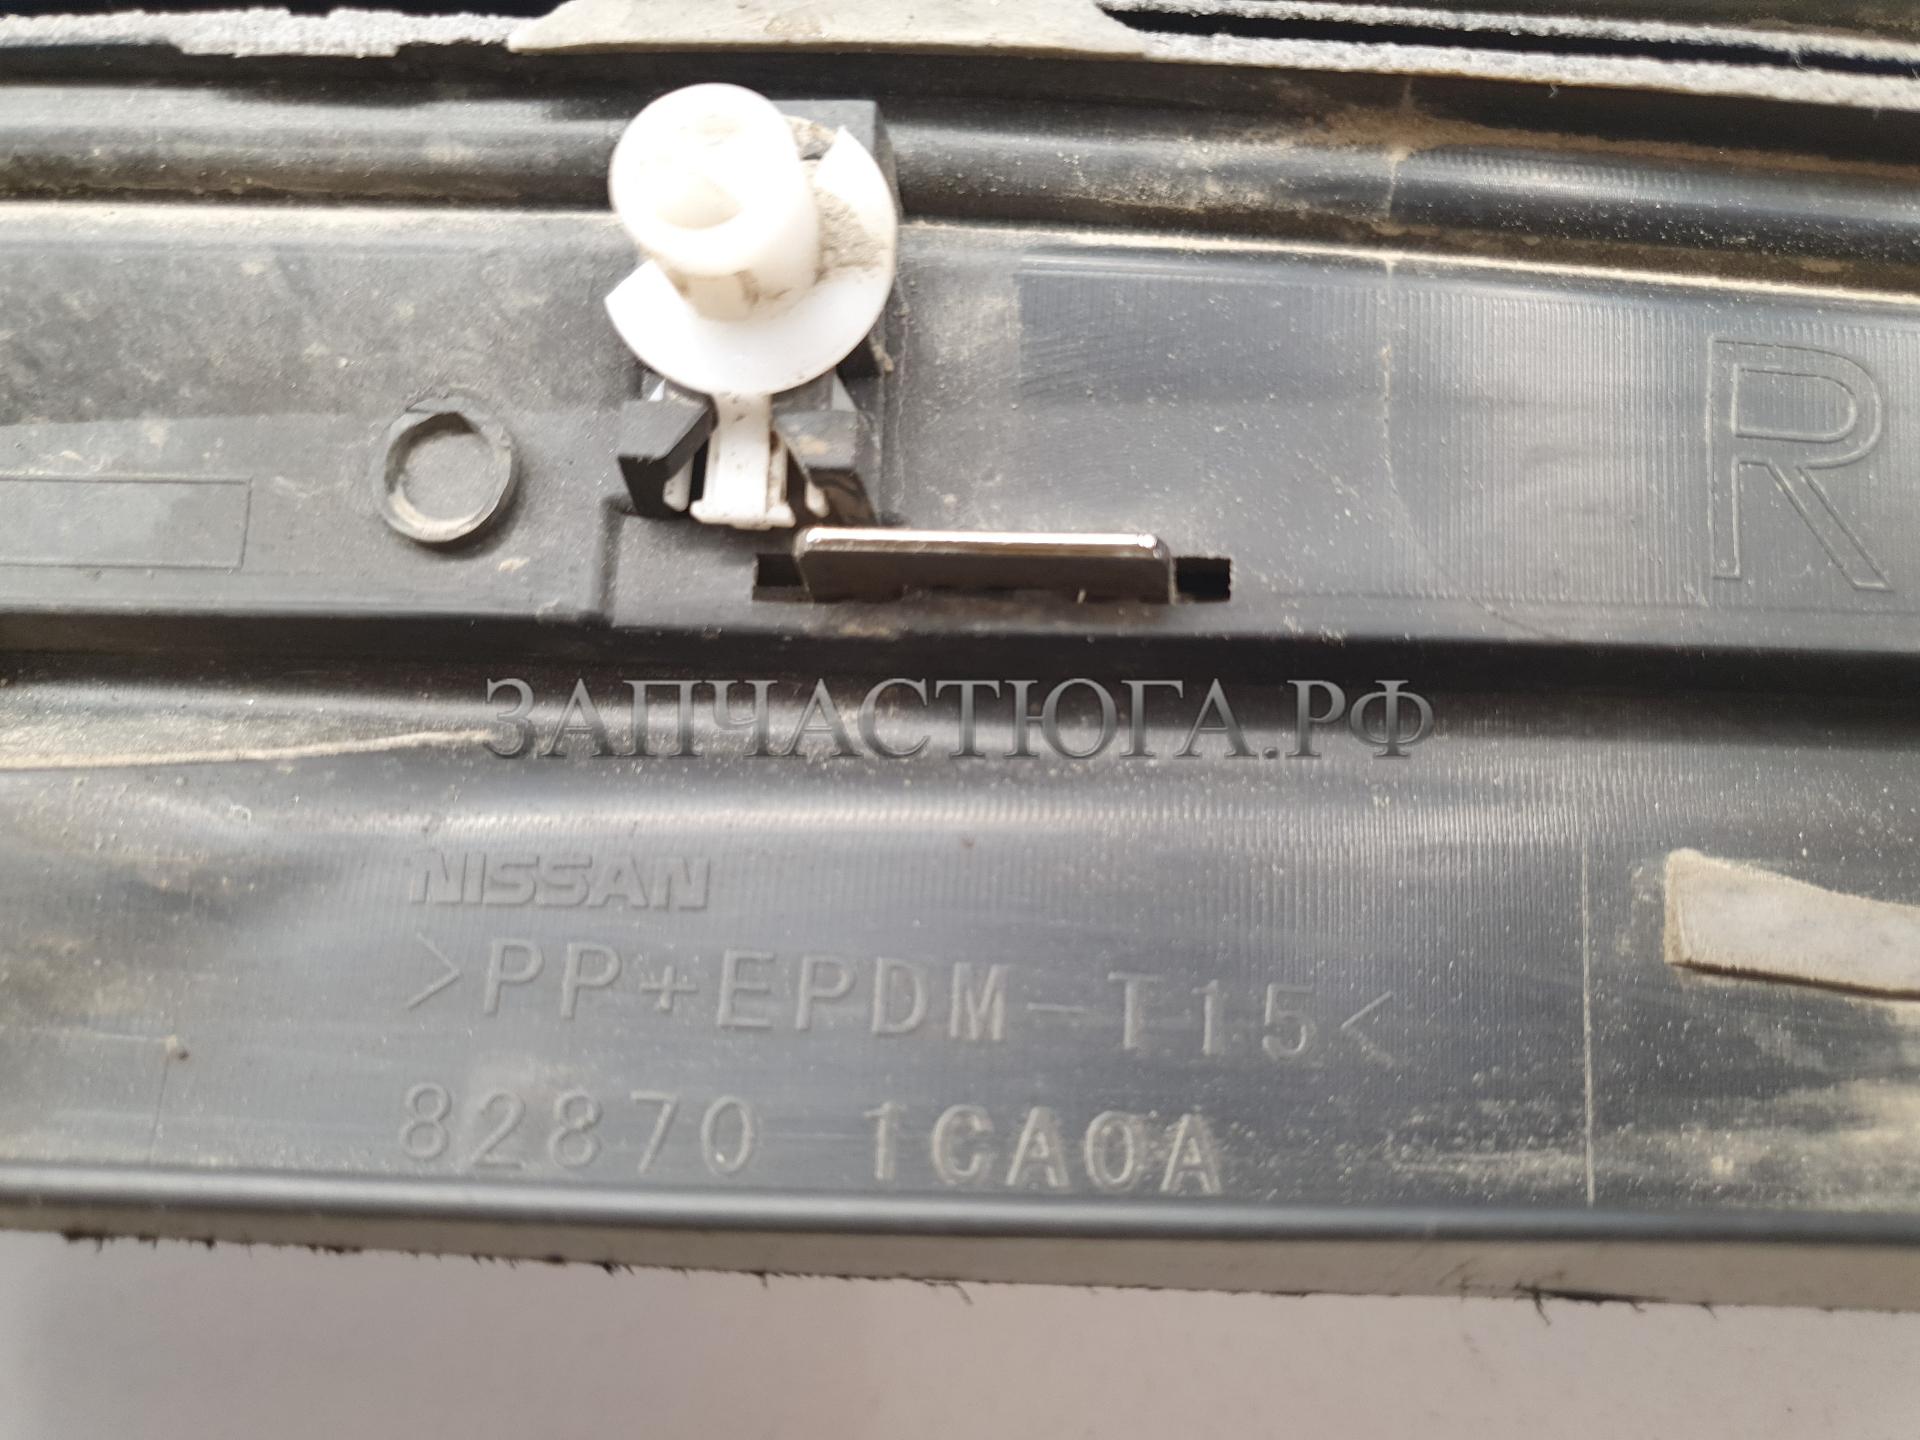 R
ЗАПЧАСТЮГА.РФ
NISSAN
>PP+EPDM-T15<
82870 1CA0A